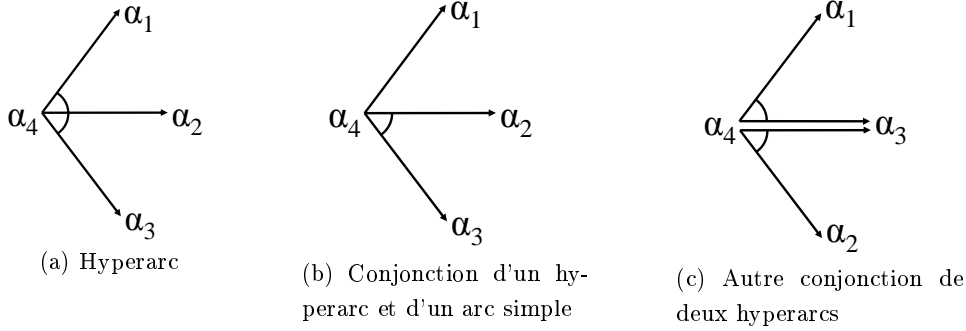 α1
α4
α2
α3
(a) Hyperarc
α1
α4
α2
α3
(b) Conjonction d'un hy-
perarc et d'un arc simple
α1
α4
α3
α2
(c) Autre conjonction de
deux hyperarcs